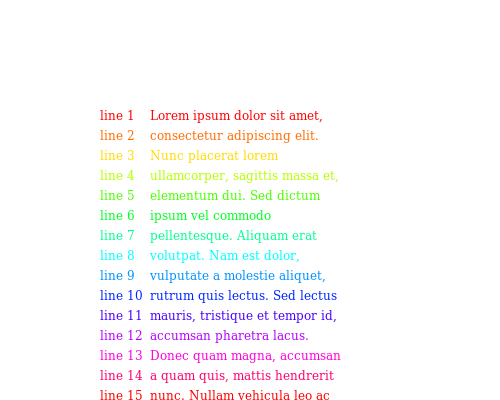 line 1 Lorem ipsum dolor sit amet,
line 2 consectetur adipiscing elit.
line 3 Nunc placerat lorem
line 4 ullamcorper, sagittis massa et,
line 5 elementum dui. Sed dictum
line 6 ipsum vel commodo
line 7 pellentesque. Aliquam erat
line 8 volutpat. Nam est dolor,
line 9 vulputate a molestie aliquet,
line 10 rutrum quis lectus. Sed lectus
line 11 mauris, tristique et tempor id,
line 12 accumsan pharetra lacus.
line 13 Donec quam magna, accumsan
line 14 a quam quis, mattis hendrerit
line 15 nunc. Nullam vehicula leo ac